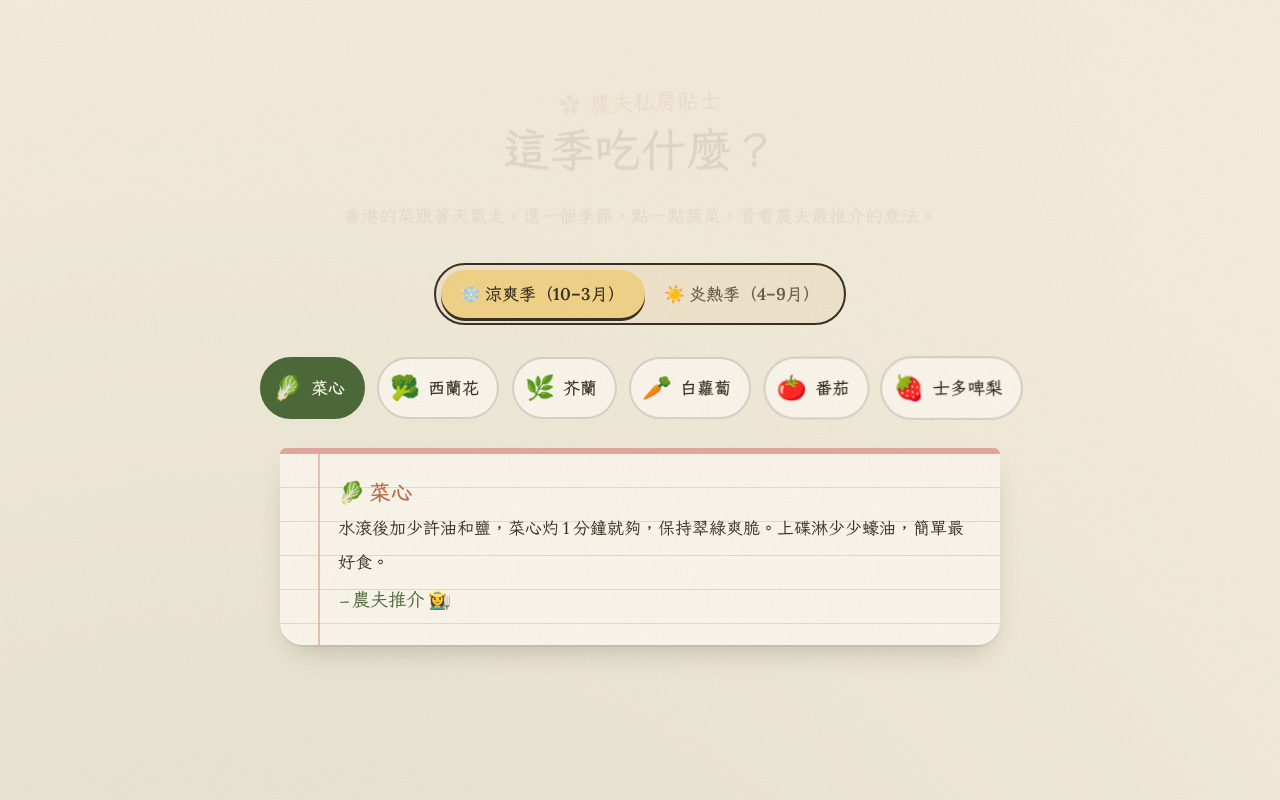 農夫私房貼士
這季吃什麼？
香港的菜跟著天氣走。選一個季節，點一點蔬菜，看看農夫最推介的煮法。
涼爽季（10–3月）
炎熱季（4–9月）
菜心
西蘭花
芥蘭
白蘿蔔
番茄
士多啤梨
菜心
水滾後加少許油和鹽，菜心灼 1 分鐘就夠，保持翠綠爽脆。上碟淋少少蠔油，簡單最
好食。
– 農夫推介